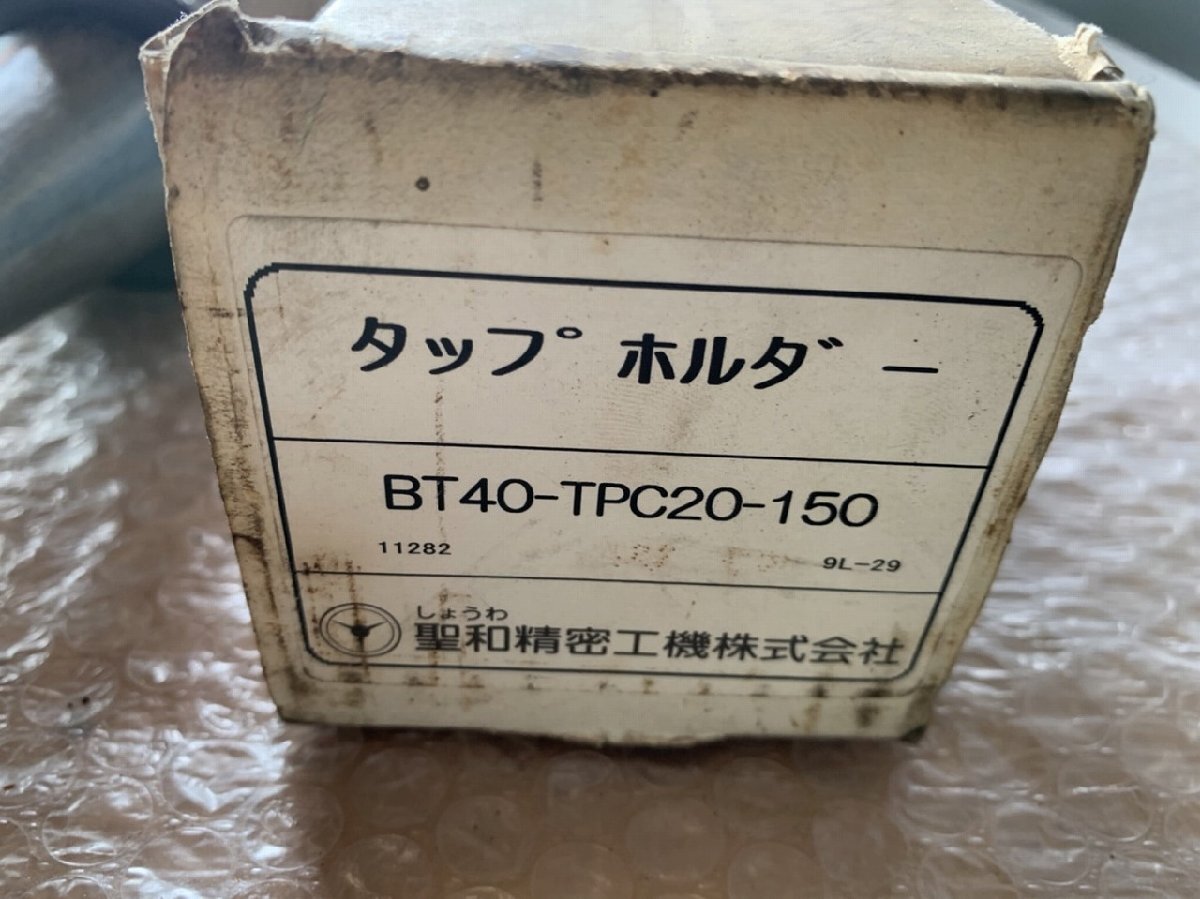 タップ ホルダー
BT40-TPC20-150
11282 9L-29
しょうわ
聖和精密工機株式会社